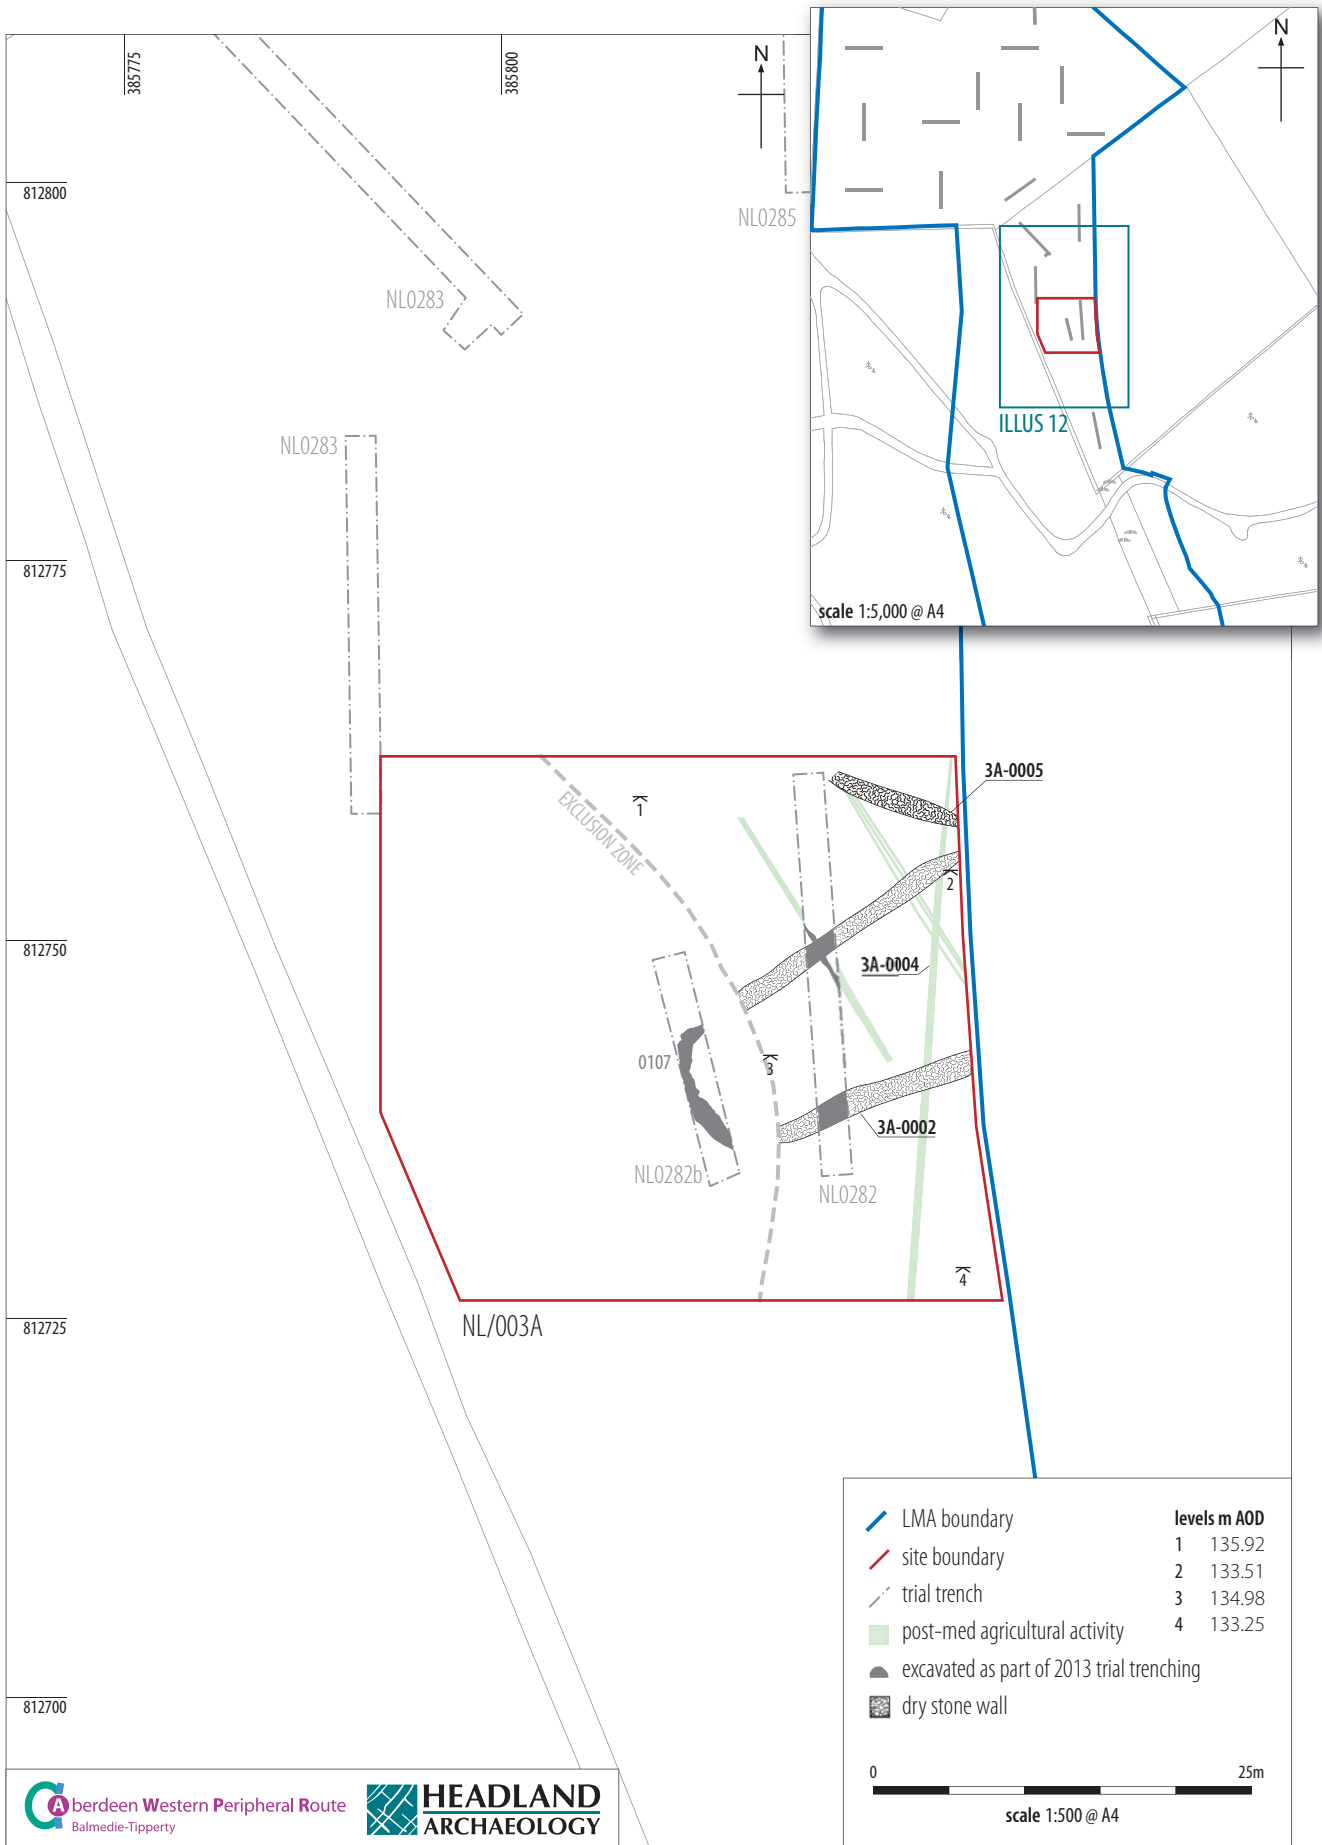 385775
385800
N
N
812800
NL0285
NL0283
ILLUS 12
NL0283
812775
scale 1:5,000 @ A4
3A-0005
EXCLUSION ZONE
1
2
812750
3A-0004
0107
3
3A-0002
NL0282b
NL0282
4
812725
NL/003A
LMA boundary
site boundary
trial trench
post-med agricultural activity
excavated as part of 2013 trial trenching
dry stone wall
levels m AOD
1 135.92
2 133.51
3 134.98
4 133.25
812700
0 25m
scale 1:500 @ A4
Aberdeen Western Peripheral Route
Balmedie-Tipperty
HEADLAND
ARCHAEOLOGY